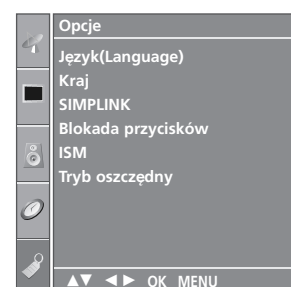 Opcje
Język(Language)
Kraj
SIMPLINK
Blokada przycisków
ISM
Tryb oszczędny
▲▼ ◄► OK MENU